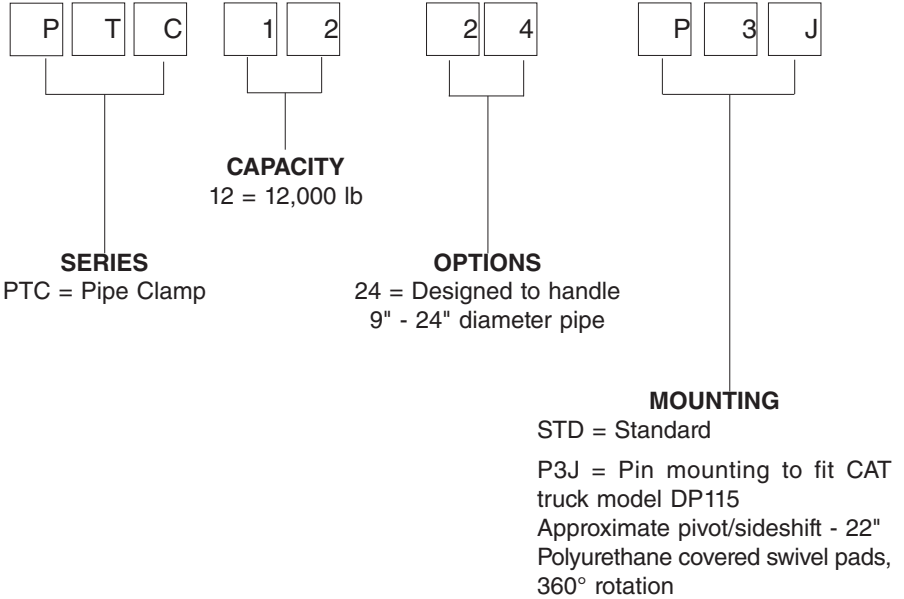 P T C 1 2 2 4 P 3 J
CAPACITY
12 = 12,000 lb
SERIES
PTC = Pipe Clamp
OPTIONS
24 = Designed to handle
9" - 24" diameter pipe
MOUNTING
STD = Standard
P3J = Pin mounting to fit CAT
truck model DP115
Approximate pivot/sideshift - 22"
Polyurethane covered swivel pads,
360° rotation